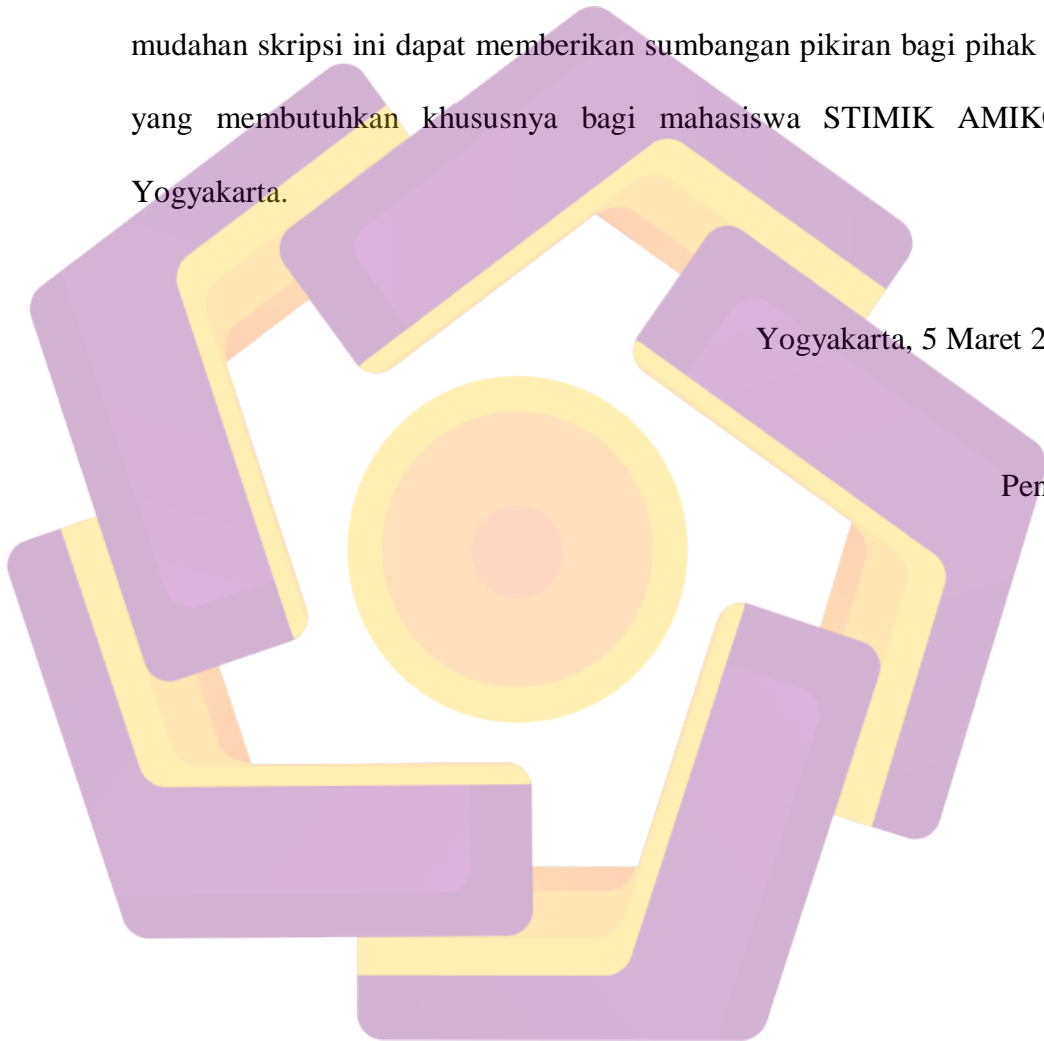 mudahan skripsi ini dapat memberikan sumbangan pikiran bagi pihak
yang membutuhkan khususnya bagi mahasiswa STIMIK AMIK
Yogyakarta.
Yogyakarta, 5 Maret 2
Pen